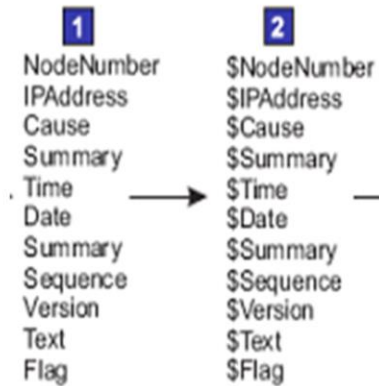 1
NodeNumber
IPAddress
Cause
Summary
Time
Date
Summary
Sequence
Version
Text
Flag
2
$NodeNumber
$IPAddress
$Cause
$Summary
$Time
$Date
$Summary
$Sequence
$Version
$Text
$Flag